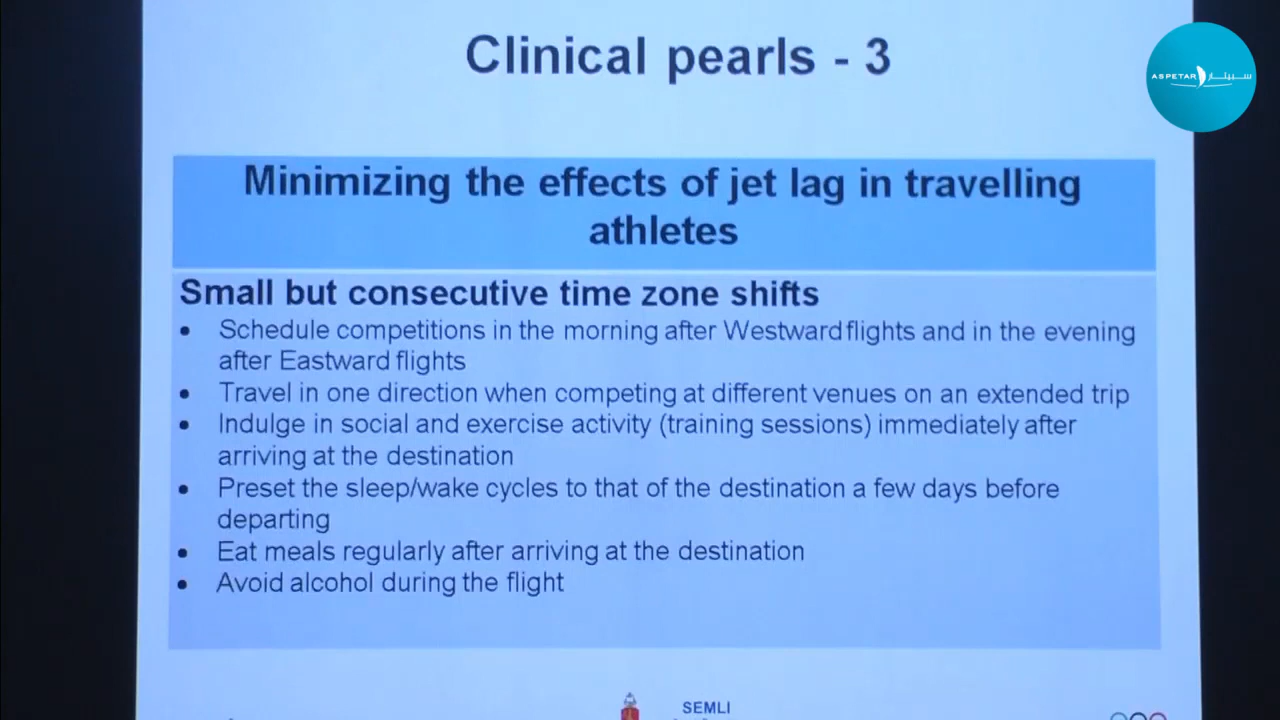 Clinical pearls - 3
ASPETAR سبيتار
Minimizing the effects of jet lag in travelling
athletes
Small but consecutive time zone shifts
• Schedule competitions in the morning after Westward flights and in the evening
after Eastward flights
• Travel in one direction when competing at different venues on an extended trip
• Indulge in social and exercise activity (training sessions) immediately after
arriving at the destination
• Preset the sleep/wake cycles to that of the destination a few days before
departing
• Eat meals regularly after arriving at the destination
• Avoid alcohol during the flight
SEMLI